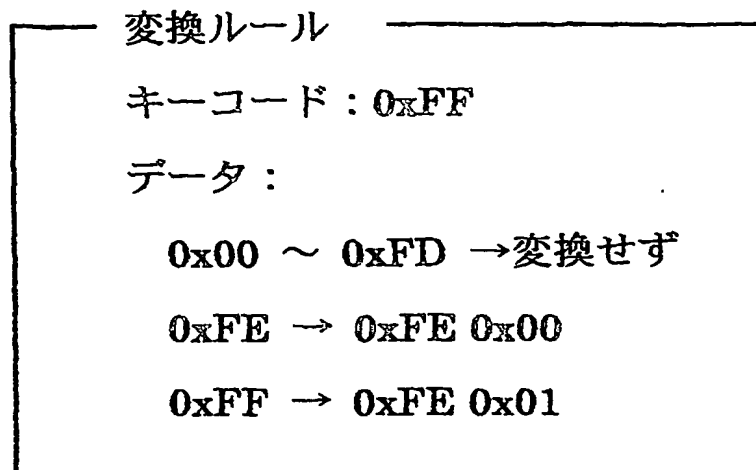 変換ルール
キーコード：0xFF
データ：
0x00 ～ 0xFD →変換せず
0xFE → 0xFE 0x00
0xFF → 0xFE 0x01